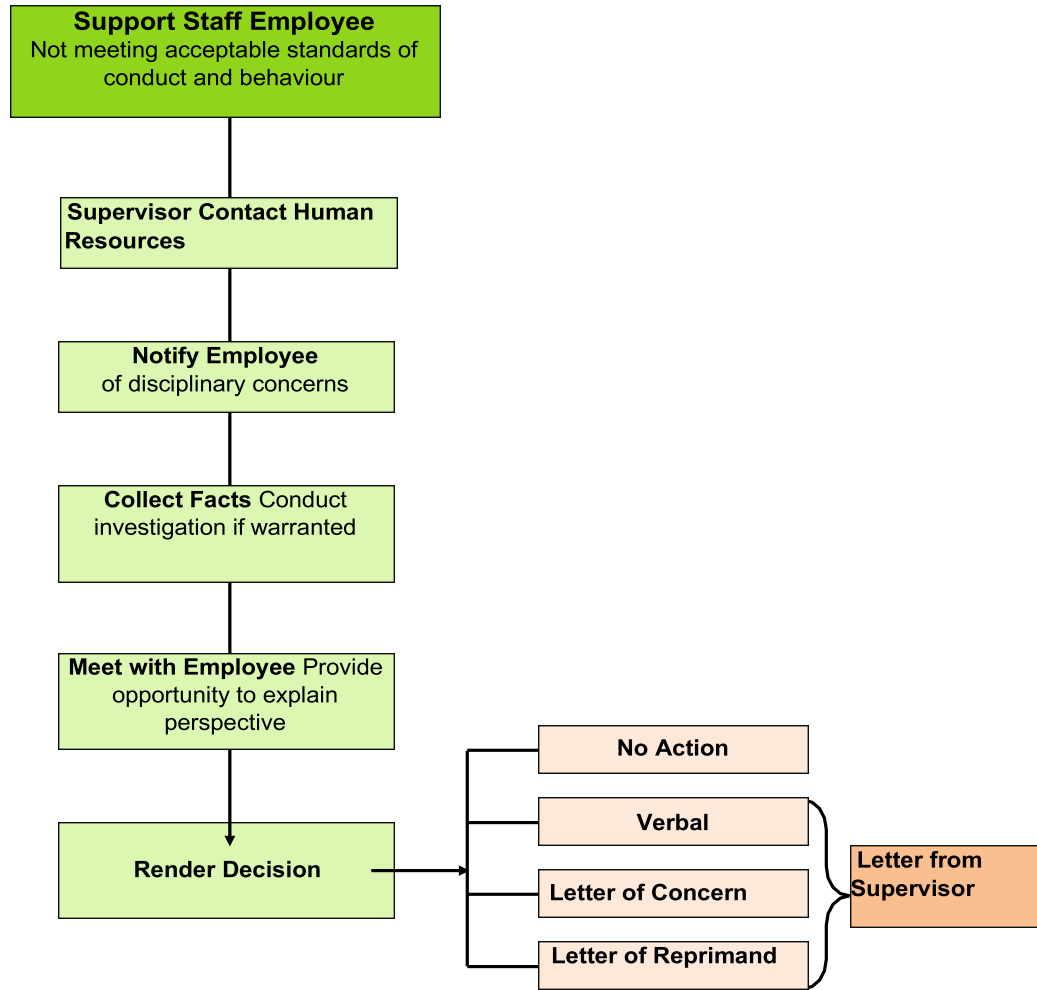 Support Staff Employee
Not meeting acceptable standards of
conduct and behaviour
Supervisor Contact Human
Resources
Notify Employee
of disciplinary concerns
Collect Facts Conduct
investigation if warranted
Meet with Employee Provide
opportunity to explain
perspective
Render Decision
No Action
Verbal
Letter of Concern
Letter of Reprimand
Letter from
Supervisor